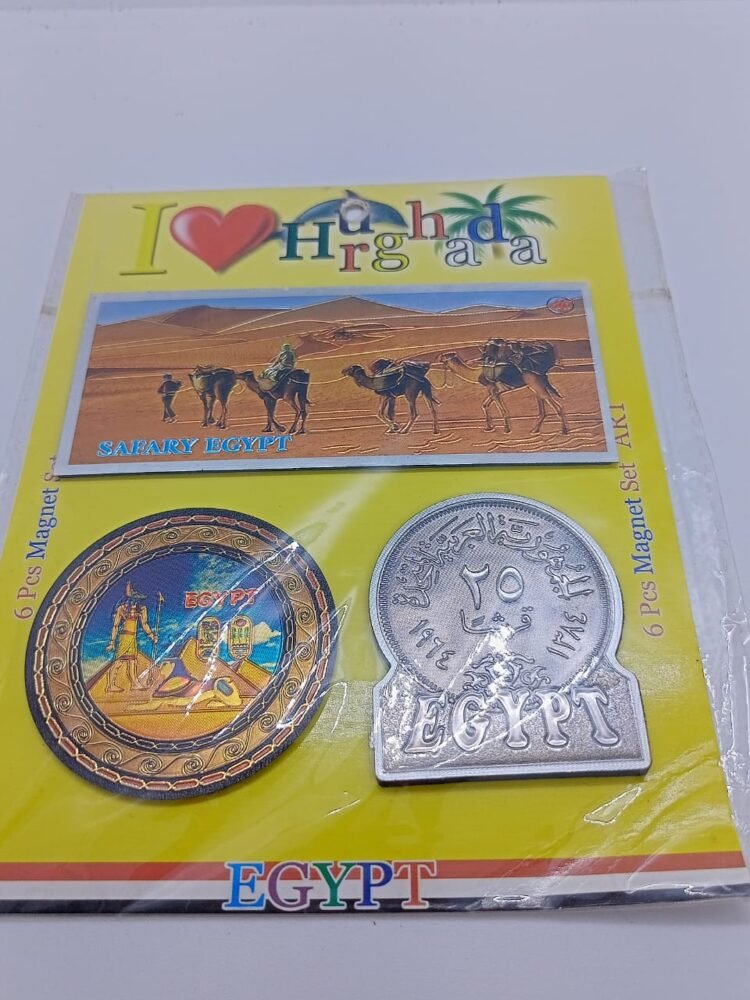 I Hurghada
SAFARY EGYPT
6 Pcs Magnet Set
6 Pcs Magnet Set AKT
EGYPT
الجمهورية العربية المتحدة
٢٥
قرشا
١٩٦٤
١٣٨٤
EGYPT
EGYPT